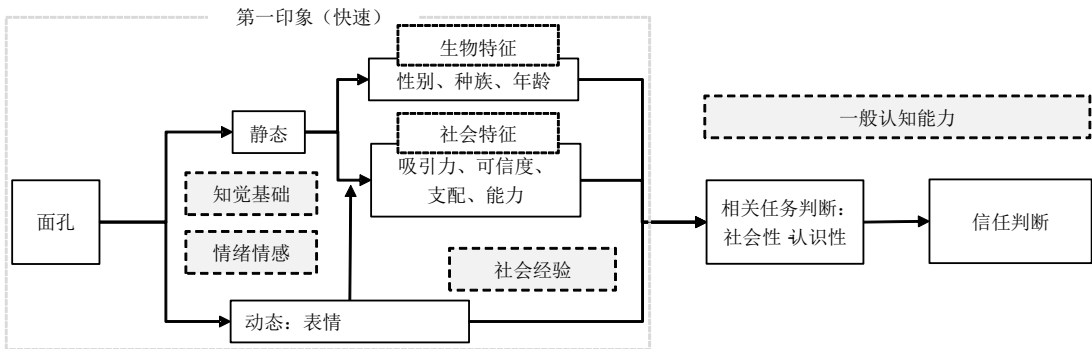 第一印象（快速）
生物特征
性别、种族、年龄
静态
社会特征
吸引力、可信度、
支配、能力
一般认知能力
面孔
知觉基础
情绪情感
社会经验
动态：表情
相关任务判断：
社会性-认识性
信任判断